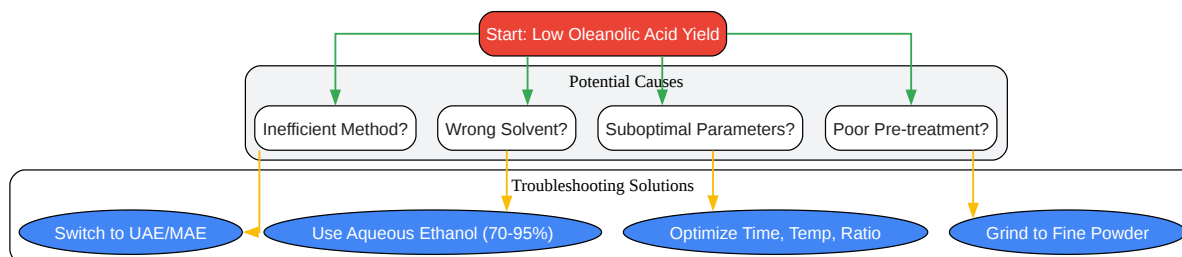 Start: Low Oleanolic Acid Yield
Potential Causes
Inefficient Method?
Wrong Solvent?
Suboptimal Parameters?
Poor Pre-treatment?
Troubleshooting Solutions
Switch to UAE/MAE
Use Aqueous Ethanol (70-95%)
Optimize Time, Temp, Ratio
Grind to Fine Powder